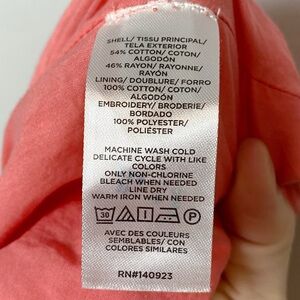 SHELL/ TISSU PRINCIPAL/
TELA EXTERIOR
54% COTTON/ COTON/
ALGODÓN
46% RAYON/ RAYONNE/
RAYÓN
LINING/ DOUBLURE/ FORRO
100% COTTON/ COTON/
ALGODÓN
EMBROIDERY/ BRODERIE/
BORDADO
100% POLYESTER/
POLIÉSTER
MACHINE WASH COLD
DELICATE CYCLE WITH LIKE
COLORS
ONLY NON-CHLORINE
BLEACH WHEN NEEDED
LINE DRY
WARM IRON WHEN NEEDED
30 P
AVEC DES COULEURS
SEMBLABLES/ CON
COLORES SIMILARES
RN#140923